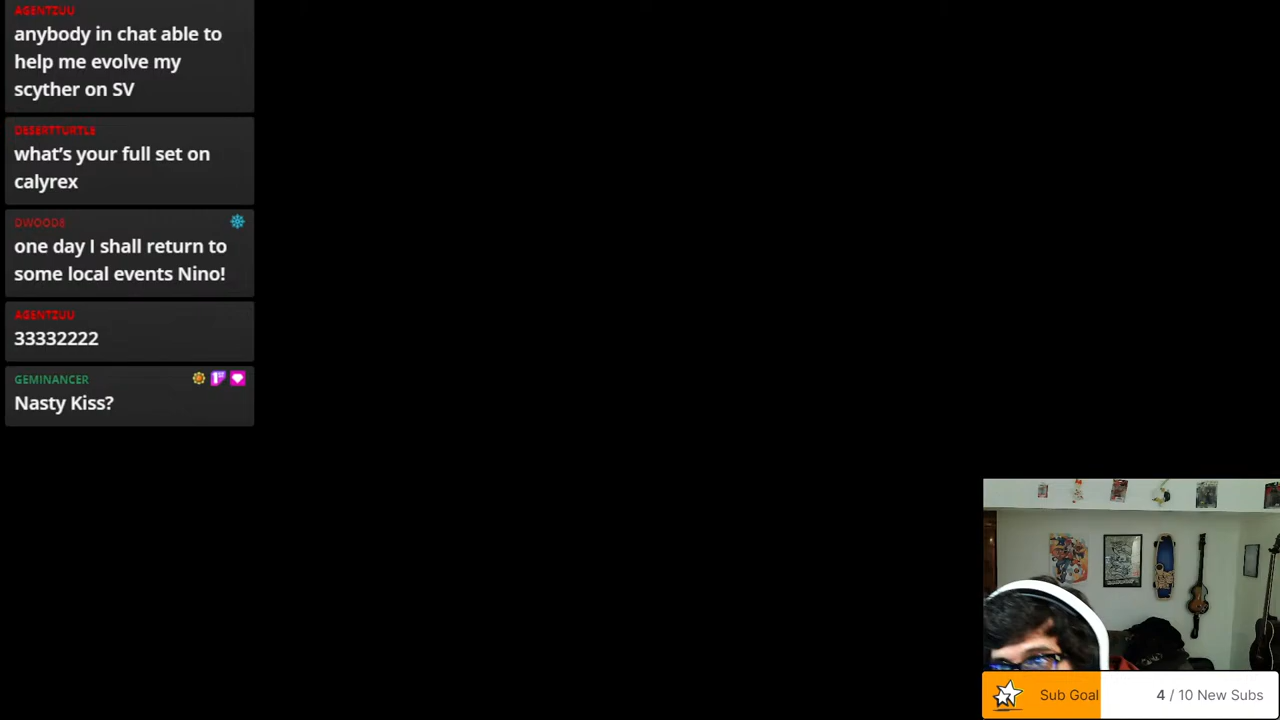 AGENTZUU
anybody in chat able to
help me evolve my
scyther on SV
DESERTTURTLE
what's your full set on
calyrex
DWOODE
one day I shall return to
some local events Nino!
AGENTZUU
33332222
GEMINANCER
Nasty Kiss?
Sub Goal 4 / 10 New Subs